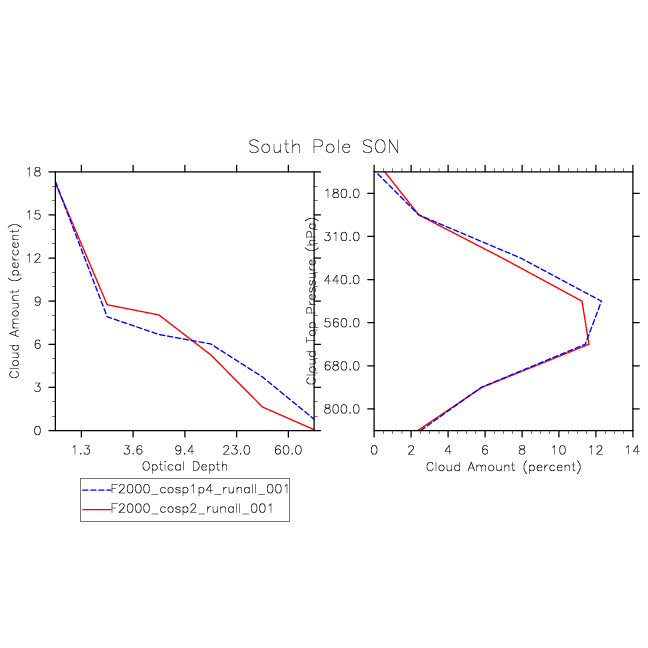 South Pole SON
18
15
12
9
6
3
0
Cloud Amount (percent)
1.3 3.6 9.4 23.0 60.0
Optical Depth
Cloud Top Pressure (hPa)
180.0
310.0
440.0
560.0
680.0
800.0
0 2 4 6 8 10 12 14
Cloud Amount (percent)
F2000_cosp1p4_runall_001
F2000_cosp2_runall_001